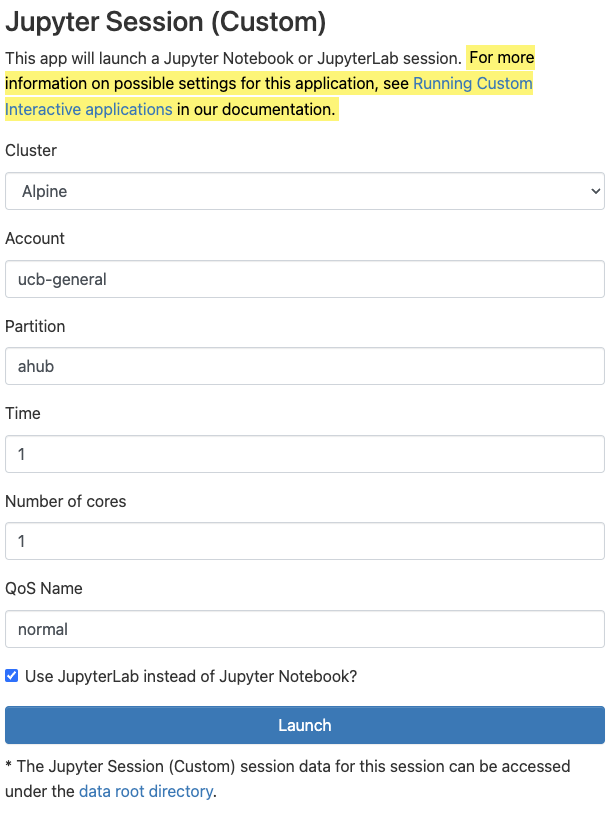 Jupyter Session (Custom)
This app will launch a Jupyter Notebook or JupyterLab session. For more
information on possible settings for this application, see Running Custom
Interactive applications in our documentation.
Cluster
Alpine
Account
ucb-general
Partition
ahub
Time
1
Number of cores
1
QoS Name
normal
Use JupyterLab instead of Jupyter Notebook?
Launch
* The Jupyter Session (Custom) session data for this session can be accessed
under the data root directory.